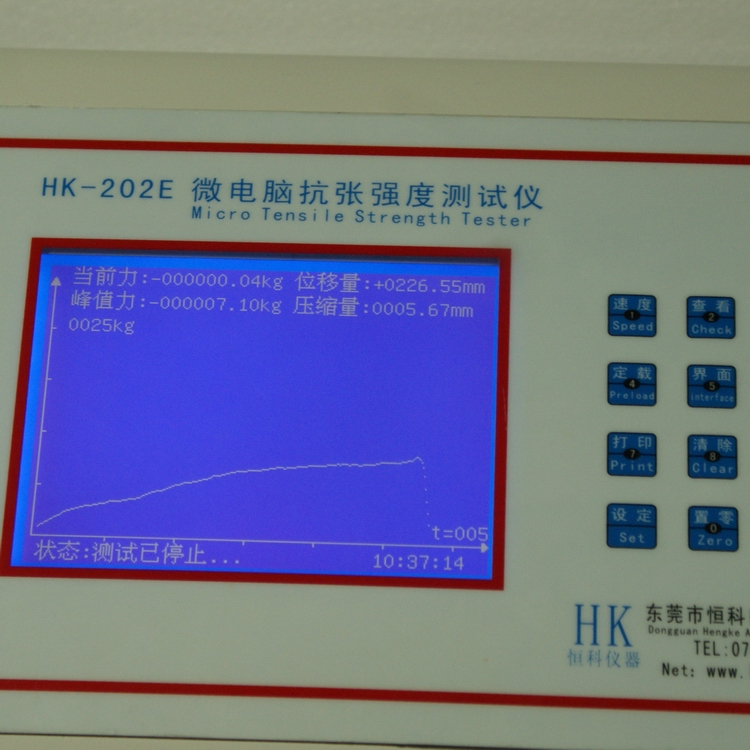 HK-202E 微电脑抗张强度测试仪
Micro Tensile Strength Tester
当前力:-000000.04kg 位移量:+0226.55mm
峰值力:-000007.10kg 压缩量:0005.67mm
0025kg
t=005
状态:测试已停止...
10:37:14
速度
1
Speed
查看
2
Check
定载
4
Preload
界面
5
interface
打印
7
Print
清除
8
Clear
设定
Set
置零
0
Zero
HK
恒科仪器
东莞市恒科
Dongguan Hengke
TEL:07
Net: www.